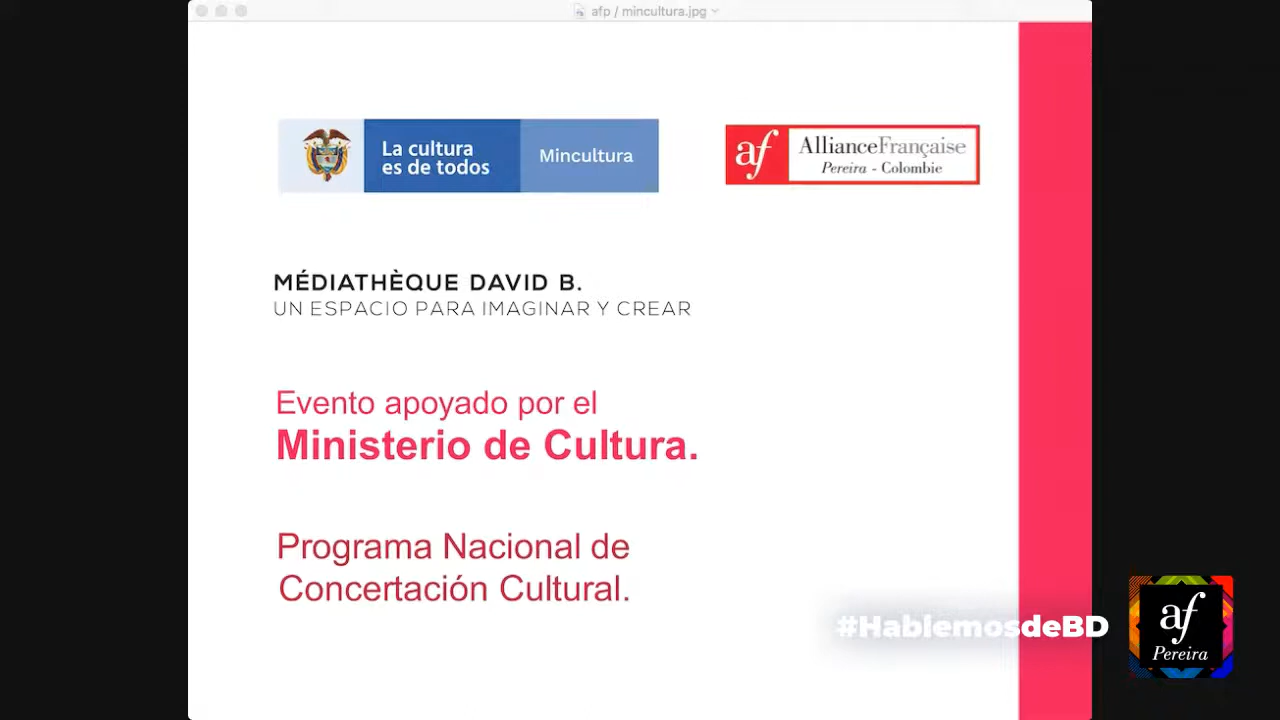 afp / mincultura.jpg
La cultura
es de todos
Mincultura
af
AllianceFrançaise
Pereira - Colombie
MÉDIATHÈQUE DAVID B.
UN ESPACIO PARA IMAGINAR Y CREAR
Evento apoyado por el
Ministerio de Cultura.
Programa Nacional de
Concertación Cultural.
#HablemosdeBD
af
Pereira